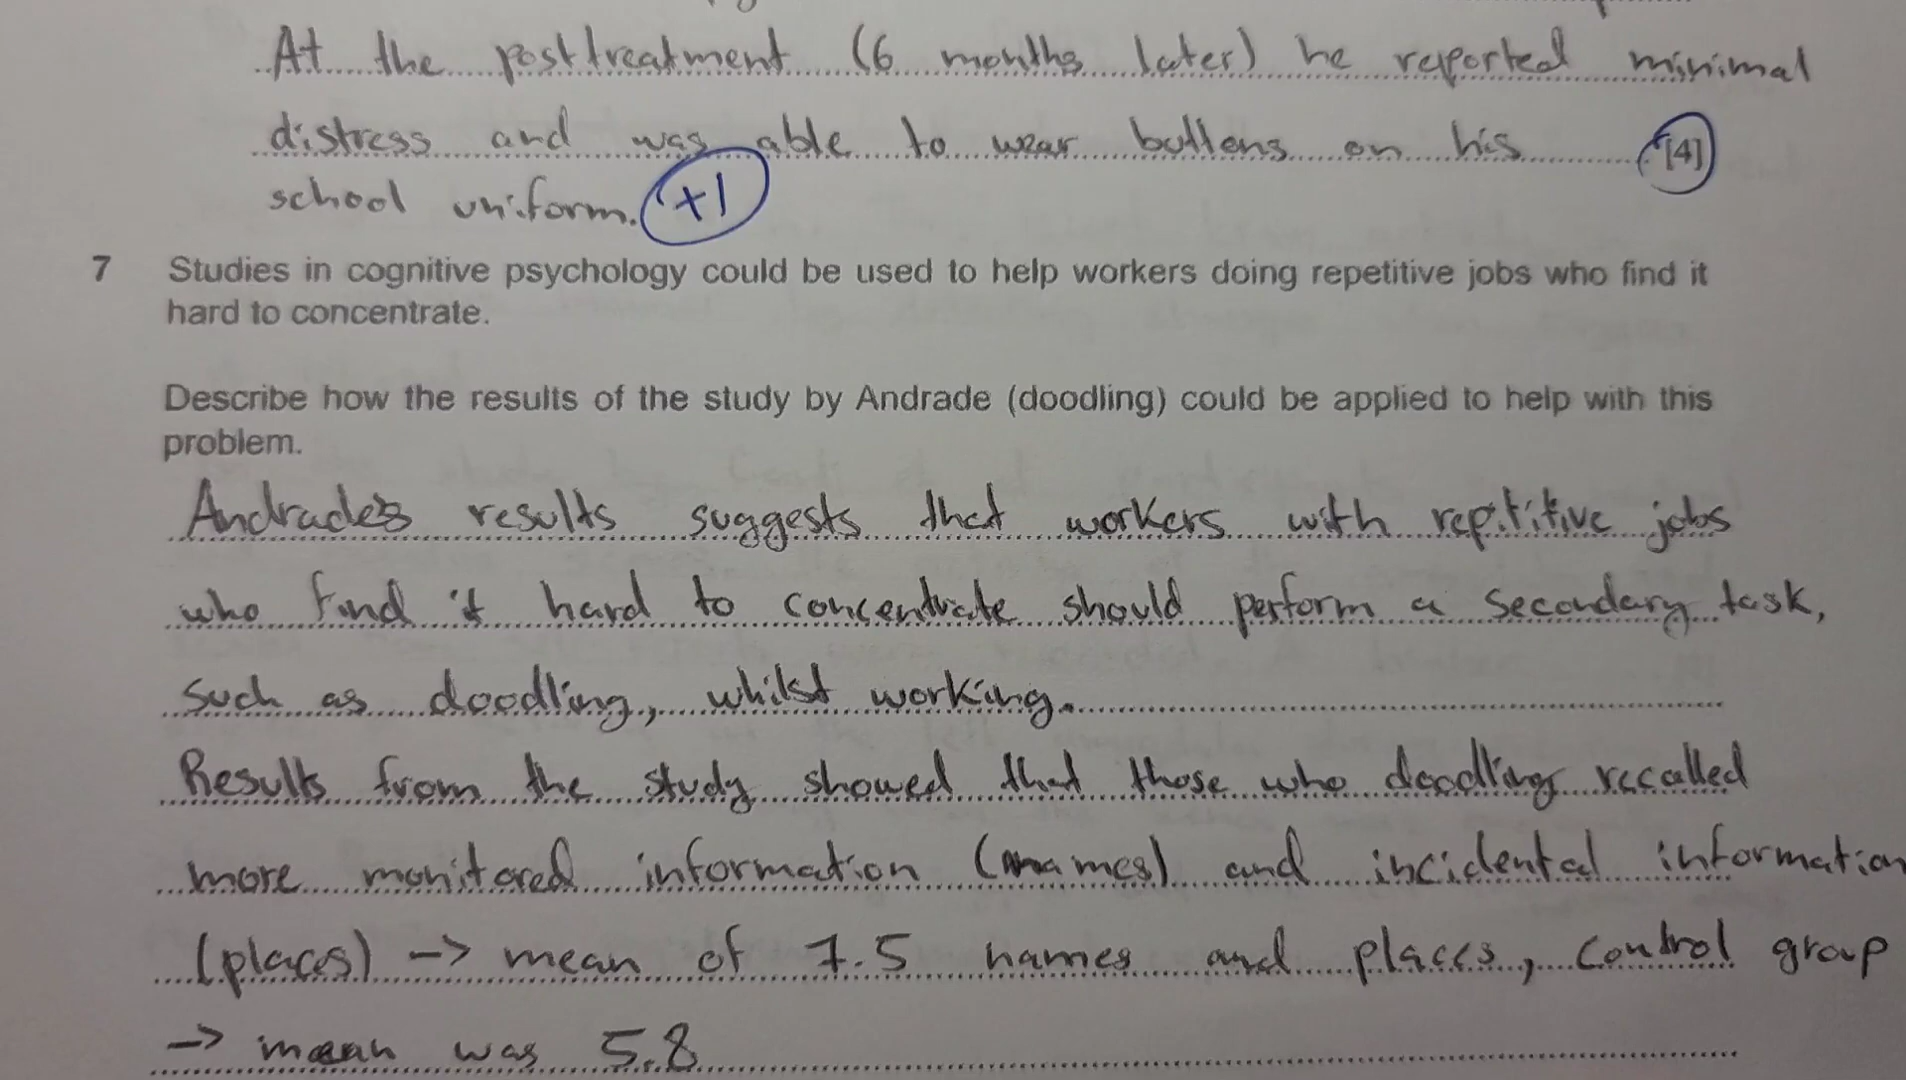 At the posttreatment (6 months later) he reported minimal
distress and was able to wear buttons on his [4]
school uniform. +1
7 Studies in cognitive psychology could be used to help workers doing repetitive jobs who find it
hard to concentrate.
Describe how the results of the study by Andrade (doodling) could be applied to help with this
problem.
Andrade's results suggests that workers with repititive jobs
who find it hard to concentrate should perform a secondary task,
such as doodling, whilst working.
Results from the study showed that those who doodling recalled
more monitored information (names) and incidental information
(places) -> mean of 7.5 names and places, control group
-> mean was 5.8